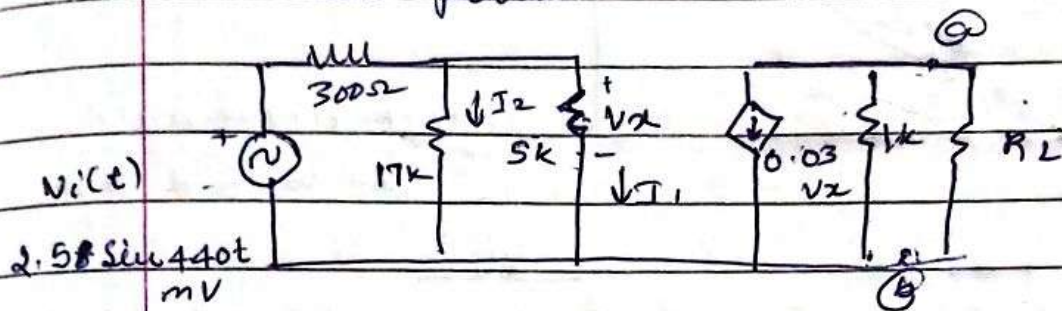 a
300Ω
↓I2
+
Vx
-
+
17k
5k
0.03
Vx
1k
RL
Vi(t)
↓I1
2.5 Sin 440t
mV
b